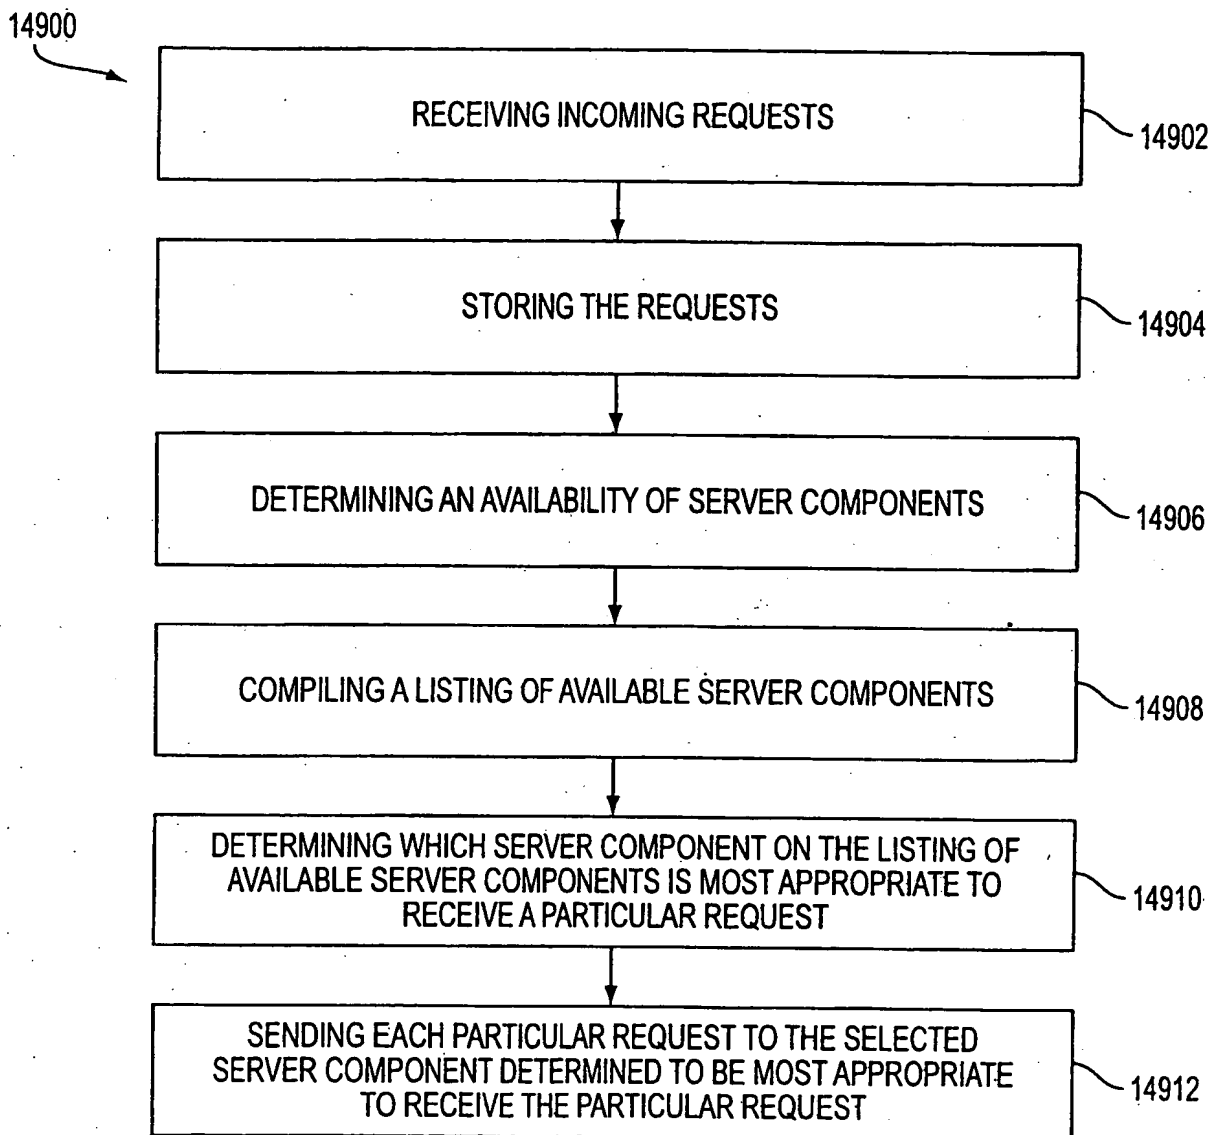 14900
RECEIVING INCOMING REQUESTS
14902
STORING THE REQUESTS
14904
DETERMINING AN AVAILABILITY OF SERVER COMPONENTS
14906
COMPILING A LISTING OF AVAILABLE SERVER COMPONENTS
14908
DETERMINING WHICH SERVER COMPONENT ON THE LISTING OF
AVAILABLE SERVER COMPONENTS IS MOST APPROPRIATE TO
RECEIVE A PARTICULAR REQUEST
14910
SENDING EACH PARTICULAR REQUEST TO THE SELECTED
SERVER COMPONENT DETERMINED TO BE MOST APPROPRIATE
TO RECEIVE THE PARTICULAR REQUEST
14912